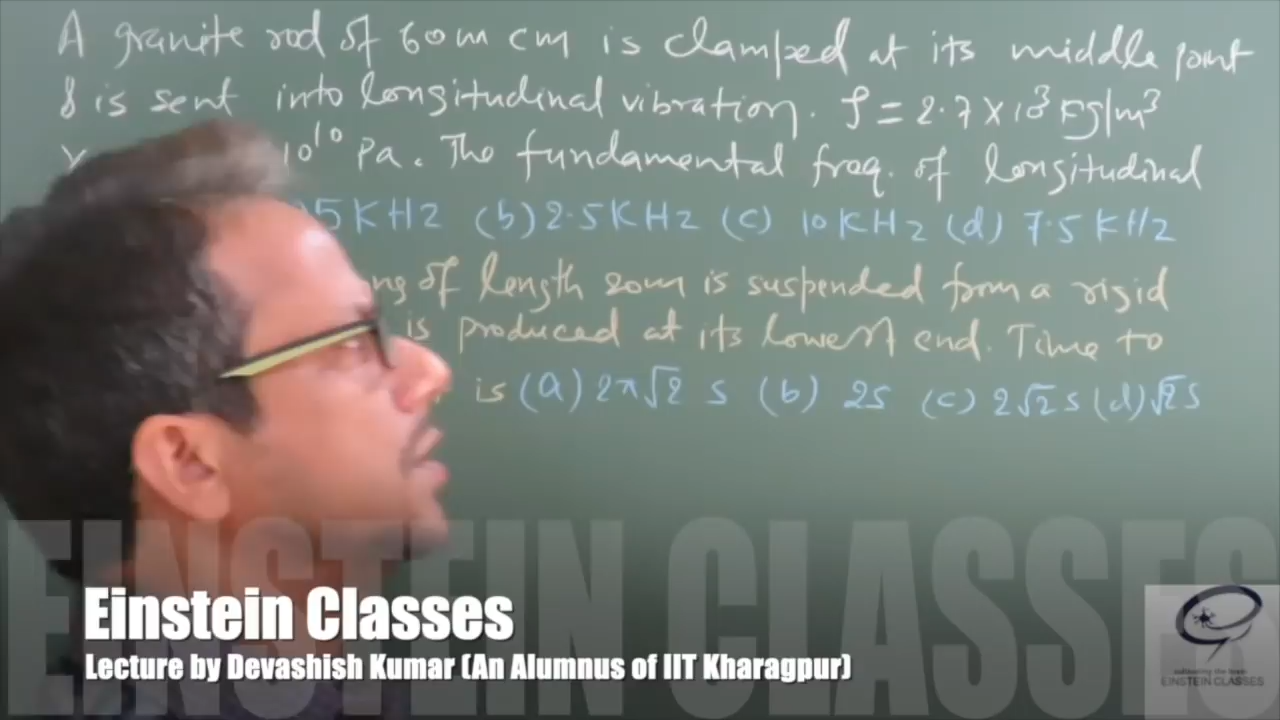 A granite rod of 60 m cm is clamped at its middle point
& is sent into longitudinal vibration. ρ = 2.7 X 10³ Kg/m³
10¹⁰ Pa. The fundamental freq. of longitudinal
5 KHz (b) 2.5 KHz (c) 10 KHz (d) 7.5 KHz
ng of length 20m is suspended from a rigid
is produced at its lowest end. Time to
is (a) 2π√2 s (b) 2s (c) 2√2 s (d) √2 s
EINSTEIN CLASSES
Einstein Classes
Lecture by Devashish Kumar (An Alumnus of IIT Kharagpur)
EINSTEIN CLASSES